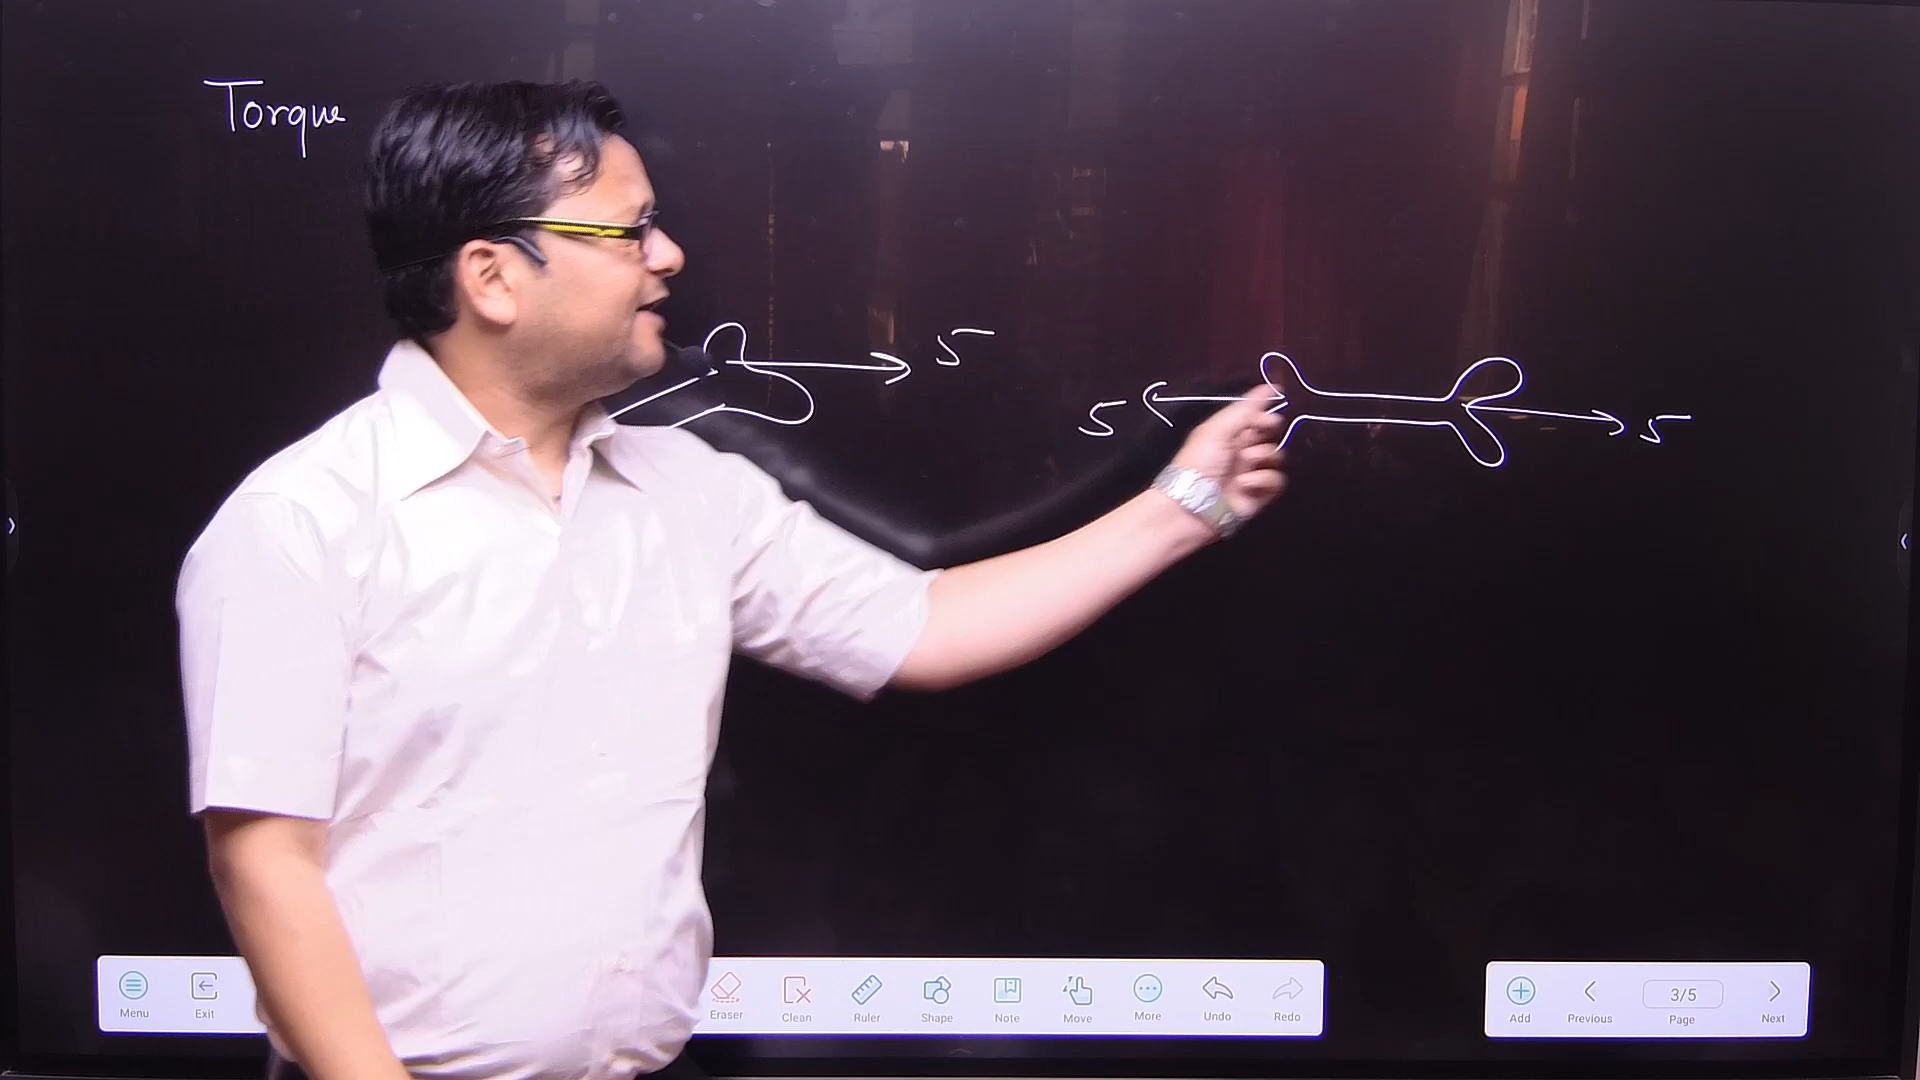 Torque
5
5
5
Menu
Exit
Eraser
Clean
Ruler
Shape
Note
Move
More
Undo
Redo
Add
Previous
3/5
Page
Next